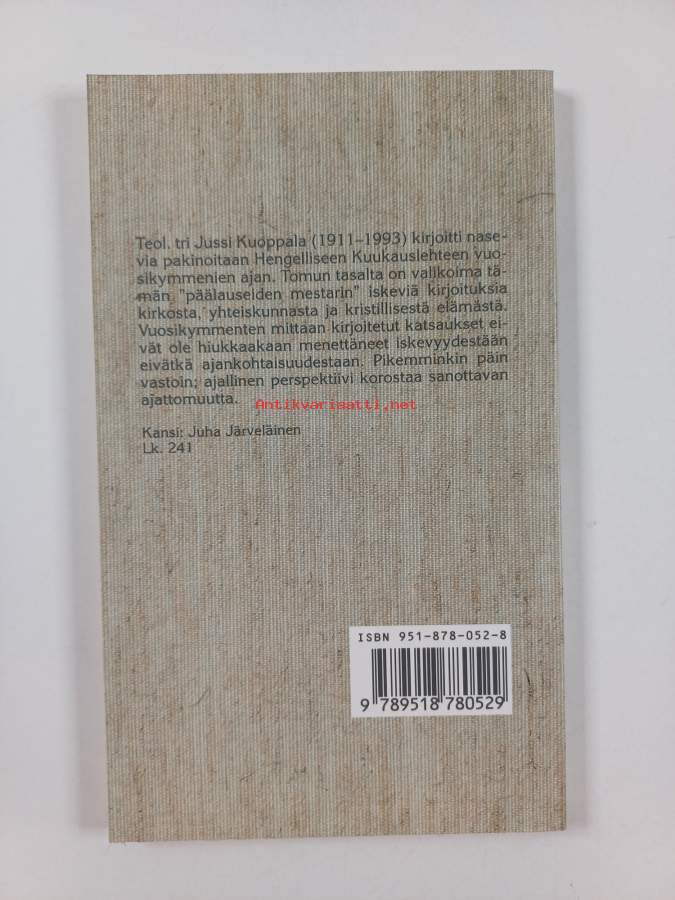 Teol. tri Jussi Kuoppala (1911–1993) kirjoitti nase-
via pakinoitaan Hengelliseen Kuukauslehteen vuo-
sikymmenien ajan. Tomun tasalta on valikoima tä-
män "päälauseiden mestarin" iskeviä kirjoituksia
kirkosta, yhteiskunnasta ja kristillisestä elämästä.
Vuosikymmenten mittaan kirjoitetut katsaukset ei-
vät ole hiukkaakaan menettäneet iskevyydestään
eivätkä ajankohtaisuudestaan. Pikemminkin päin
vastoin; ajallinen perspektiivi korostaa sanottavan
ajattomuutta.
Antikvariaatti.net
Kansi: Juha Järveläinen
Lk. 241
ISBN 951-878-052-8
9 789518 780529